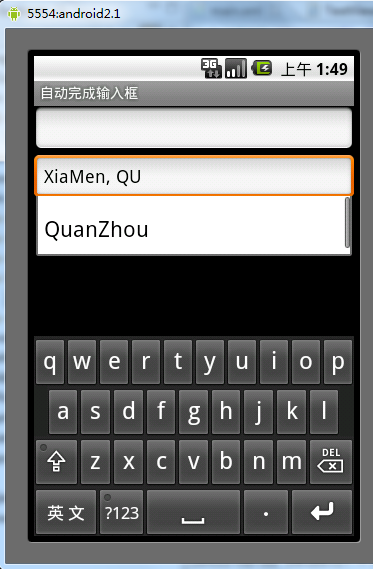 5554:android2.1
3G 上午 1:49
自动完成输入框
XiaMen, QU
QuanZhou
q w e r t y u i o p
a s d f g h j k l
z x c v b n m DEL
英 文 ?123 .